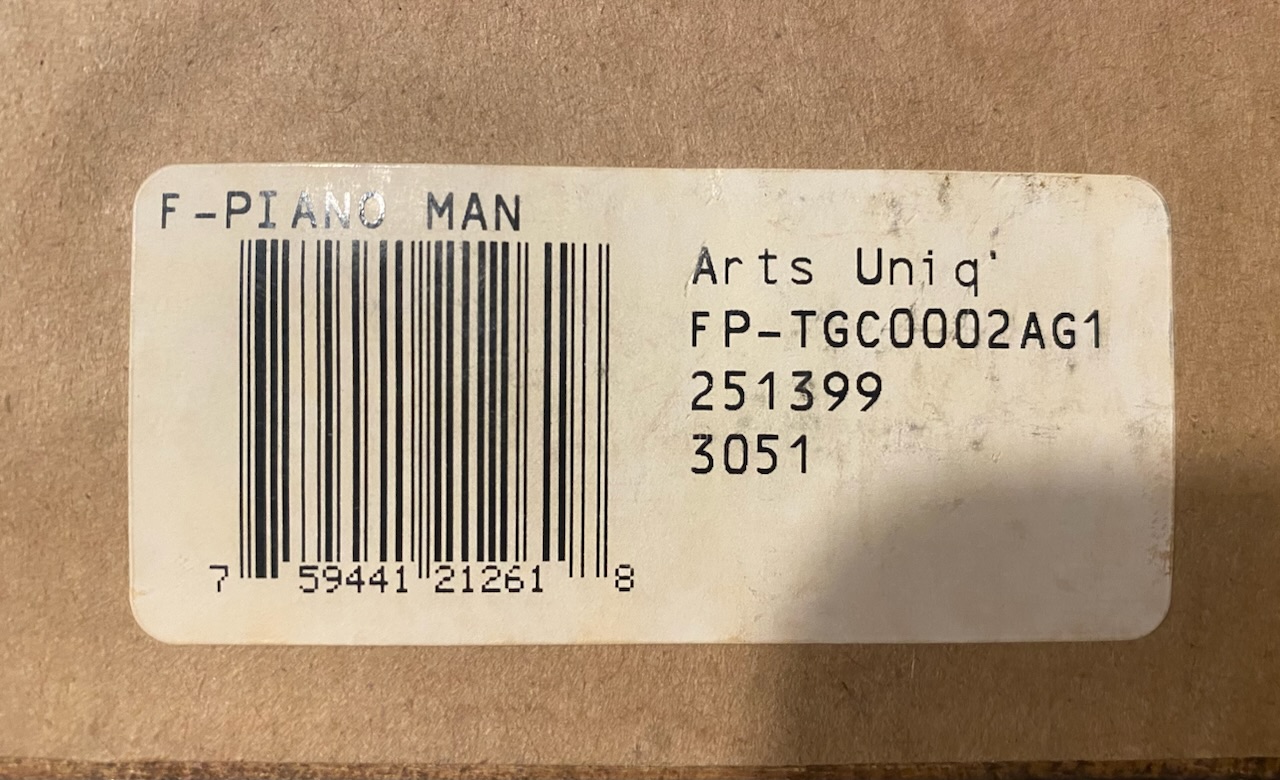 F-PIANO MAN
Arts Uniq'
FP-TGC0002AG1
251399
3051
7 59441 21261 8